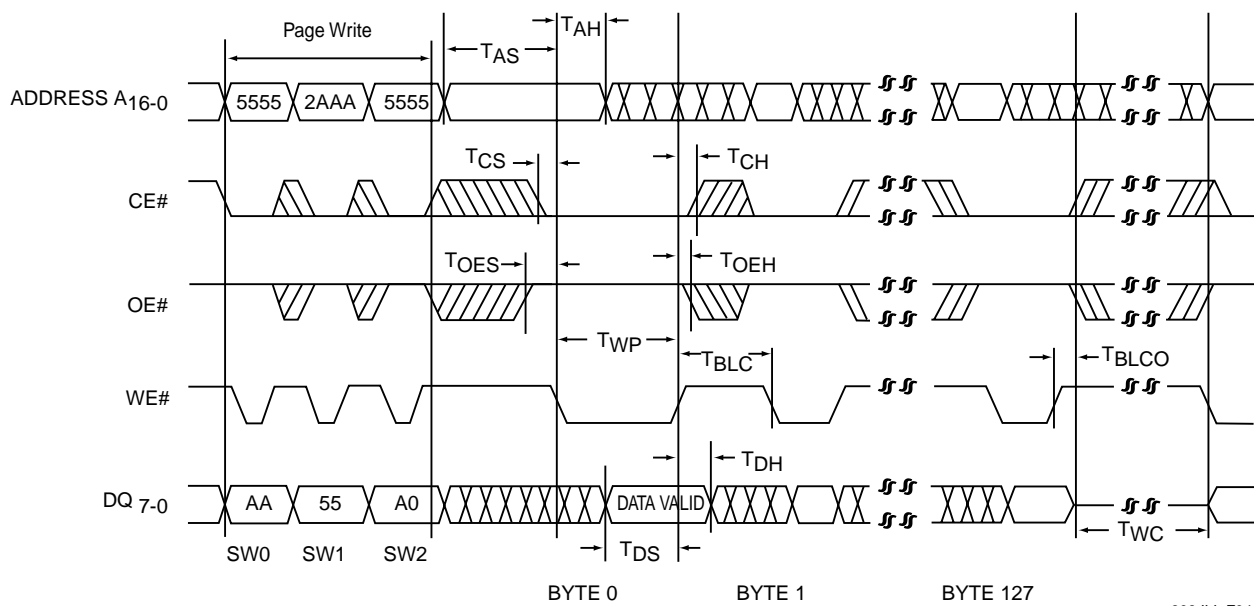 Page Write
TAS
TAH
ADDRESS A16-0
5555
2AAA
5555
TCS
TCH
CE#
TOES
TOEH
OE#
TWP
TBLC
TBLCO
WE#
TDH
DQ 7-0
AA
55
A0
DATA VALID
SW0
SW1
SW2
TDS
TWC
BYTE 0
BYTE 1
BYTE 127